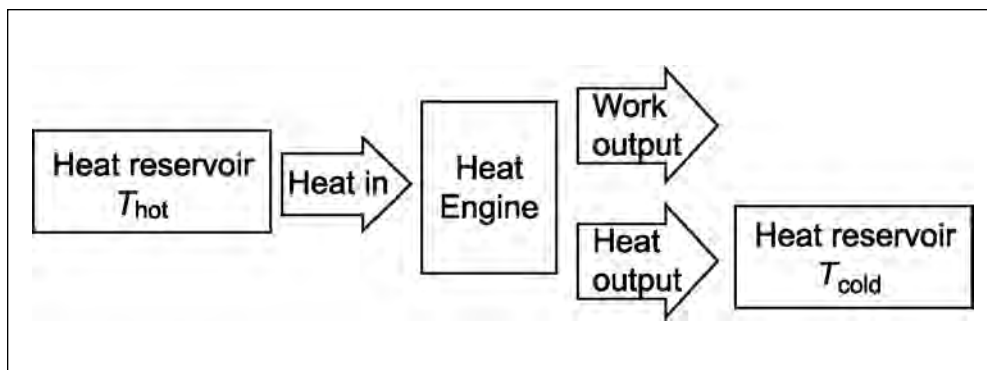 Heat reservoir
Thot
Heat in
Heat
Engine
Work
output
Heat
output
Heat reservoir
Tcold